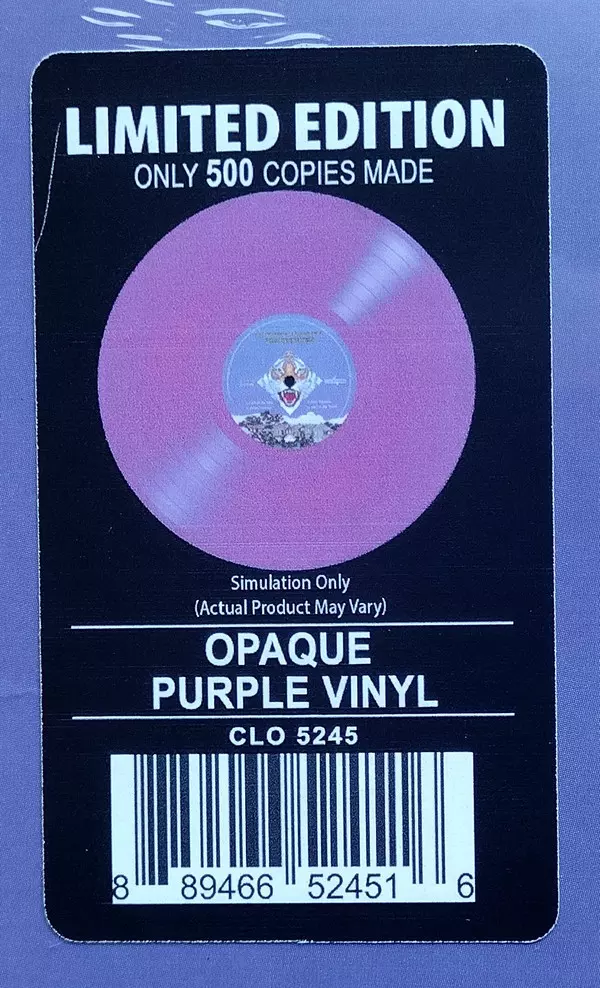 LIMITED EDITION
ONLY 500 COPIES MADE
Simulation Only
(Actual Product May Vary)
OPAQUE
PURPLE VINYL
CLO 5245
8 89466 52451 6